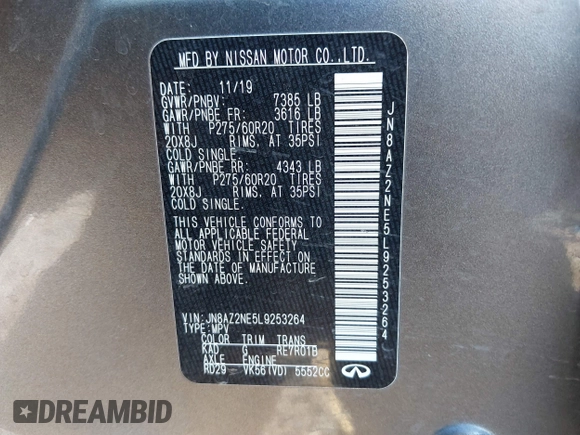 MFD BY NISSAN MOTOR CO.,LTD.
DATE: 11/19
GVWR/PNBV: 7385 LB
GAWR/PNBE FR: 3616 LB
WITH P275/60R20 TIRES
20X8J RIMS, AT 35PSI
COLD SINGLE.
GAWR/PNBE RR: 4343 LB
WITH P275/60R20 TIRES
20X8J RIMS, AT 35PSI
COLD SINGLE.
THIS VEHICLE CONFORMS TO
ALL APPLICABLE FEDERAL
MOTOR VEHICLE SAFETY
STANDARDS IN EFFECT ON
THE DATE OF MANUFACTURE
SHOWN ABOVE.
VIN:JN8AZ2NE5L9253264
TYPE:MPV
COLOR TRIM TRANS
KAD G RE7R01B
AXLE ENGINE
RD29 VK56(VD) 5552CC
INFINITI
JN8AZ2NE5L9253264
DREAMBID